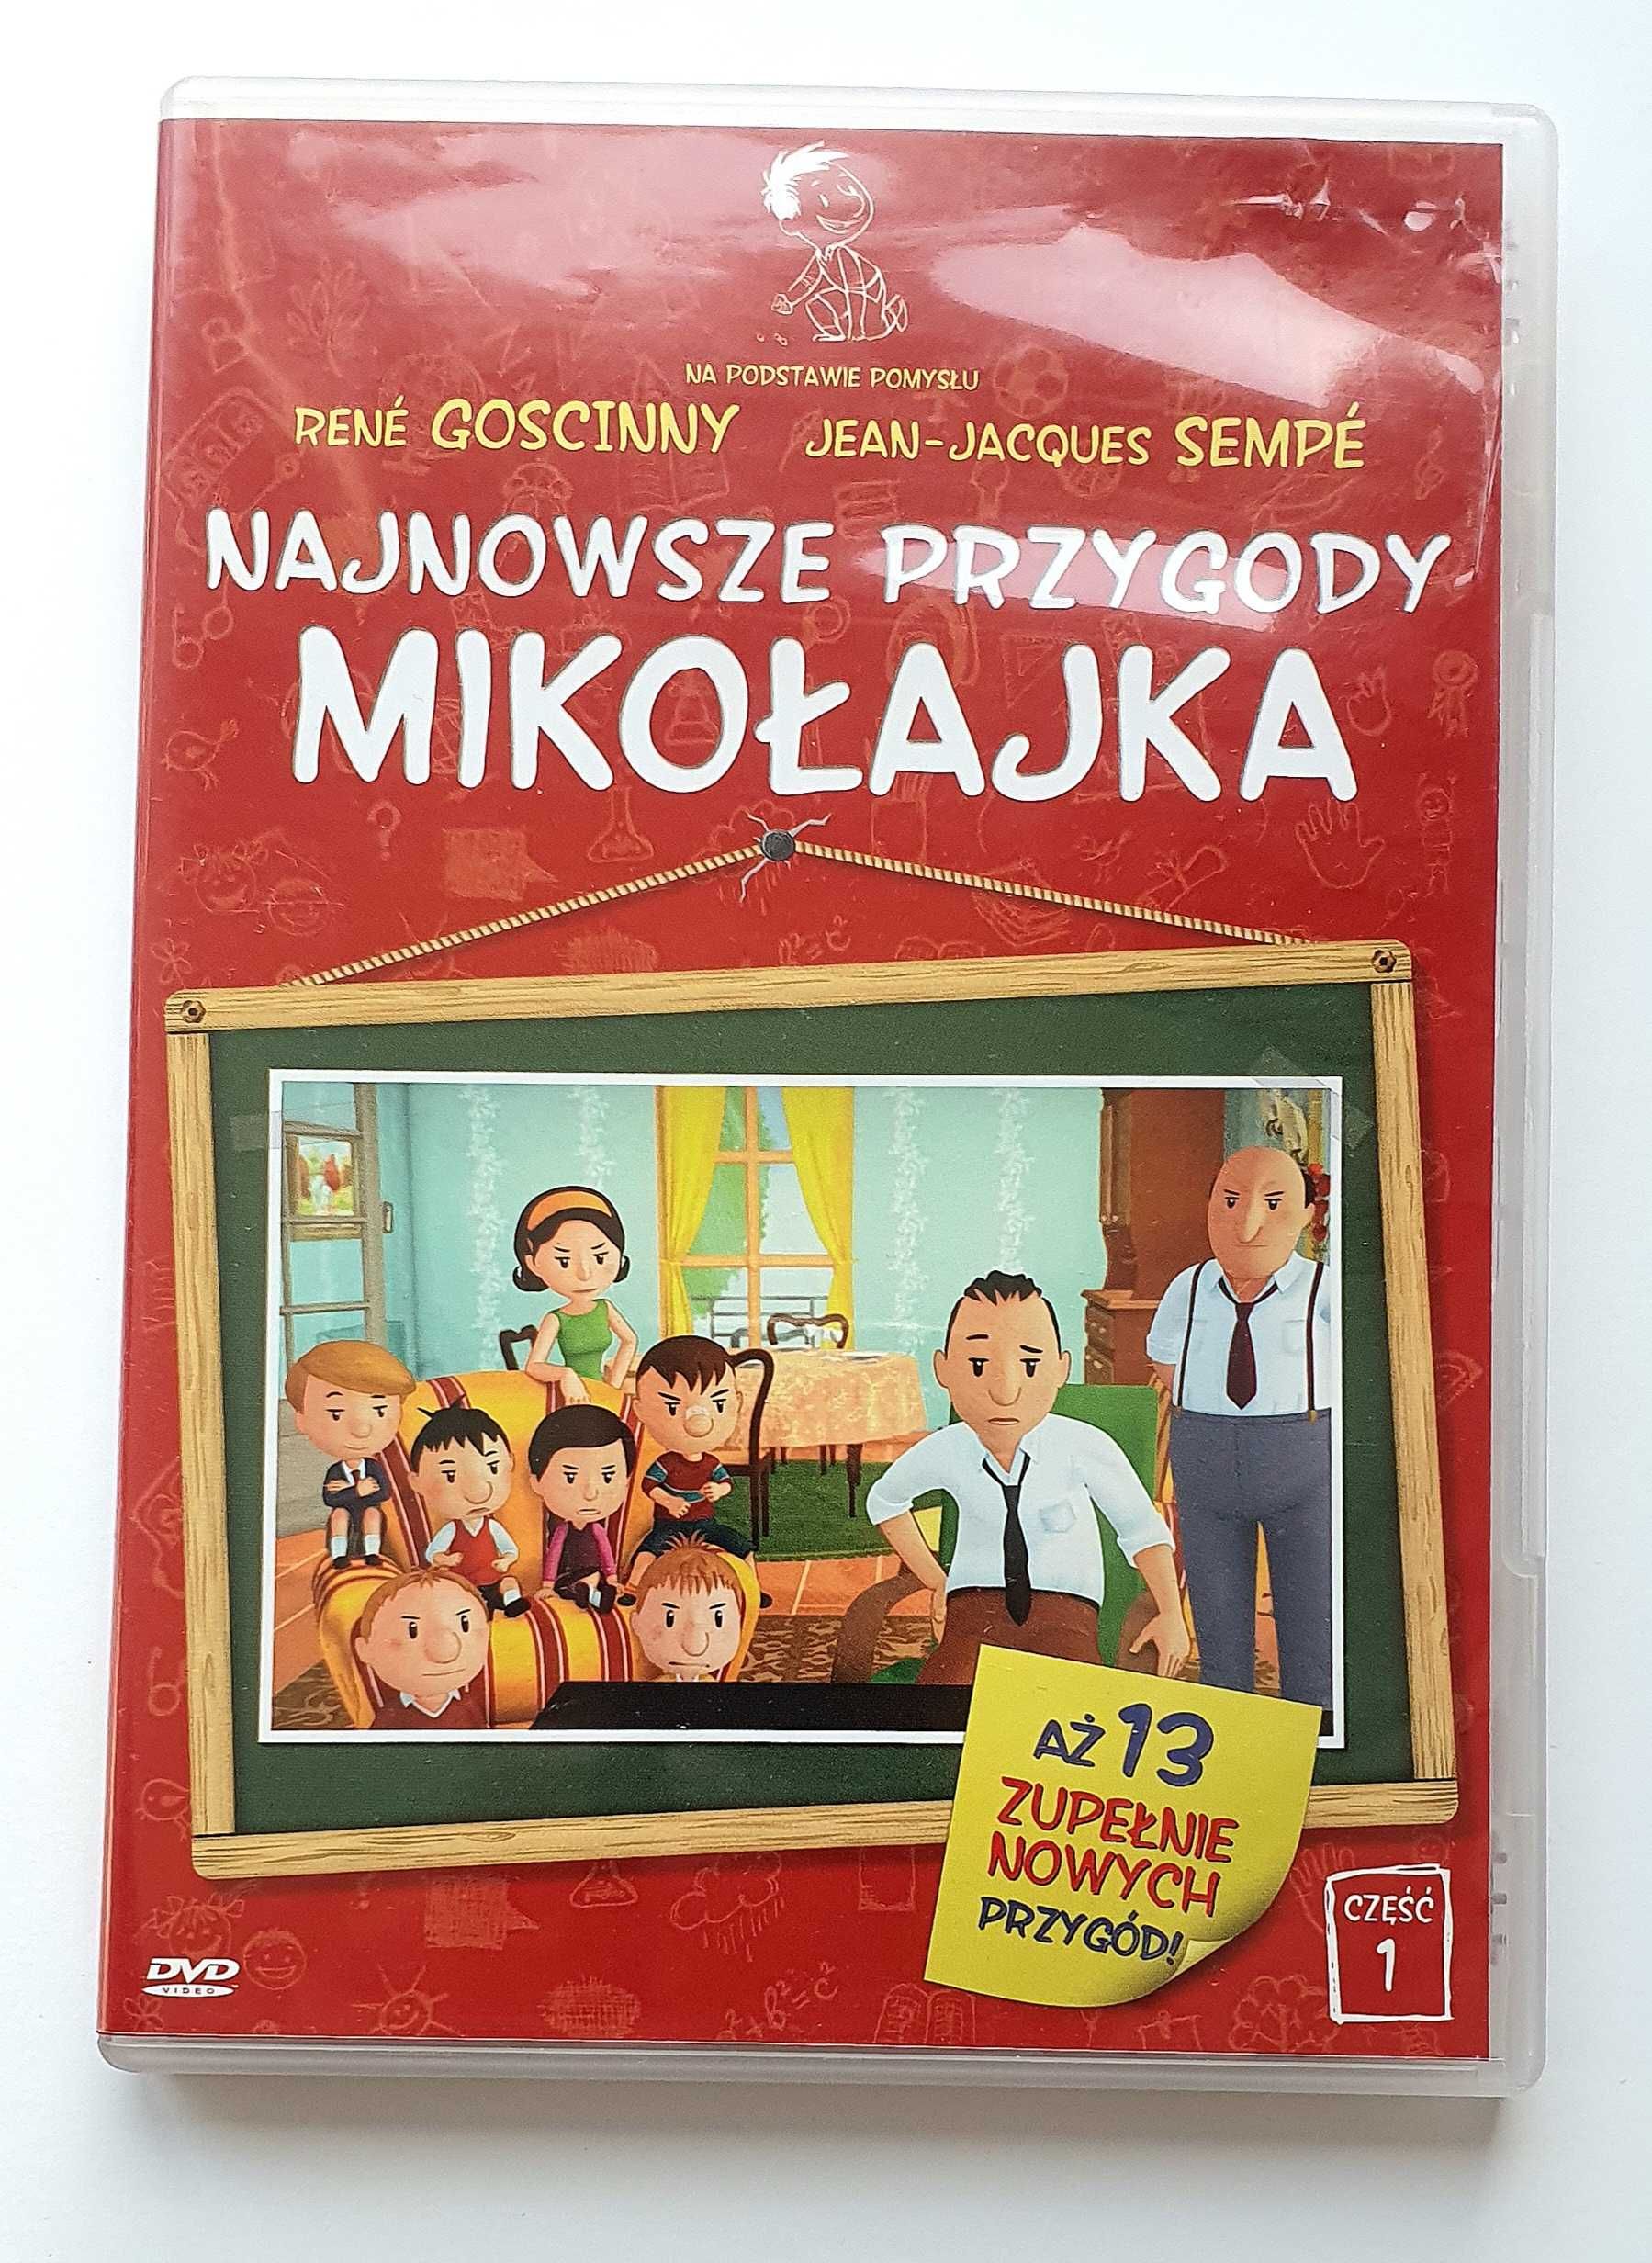 NA PODSTAWIE POMYSŁU
RENÉ GOSCINNY JEAN-JACQUES SEMPÉ
NAJNOWSZE PRZYGODY
MIKOŁAJKA
AŻ 13
ZUPEŁNIE
NOWYCH
PRZYGÓD!
CZĘŚĆ
1
DVD
VIDEO